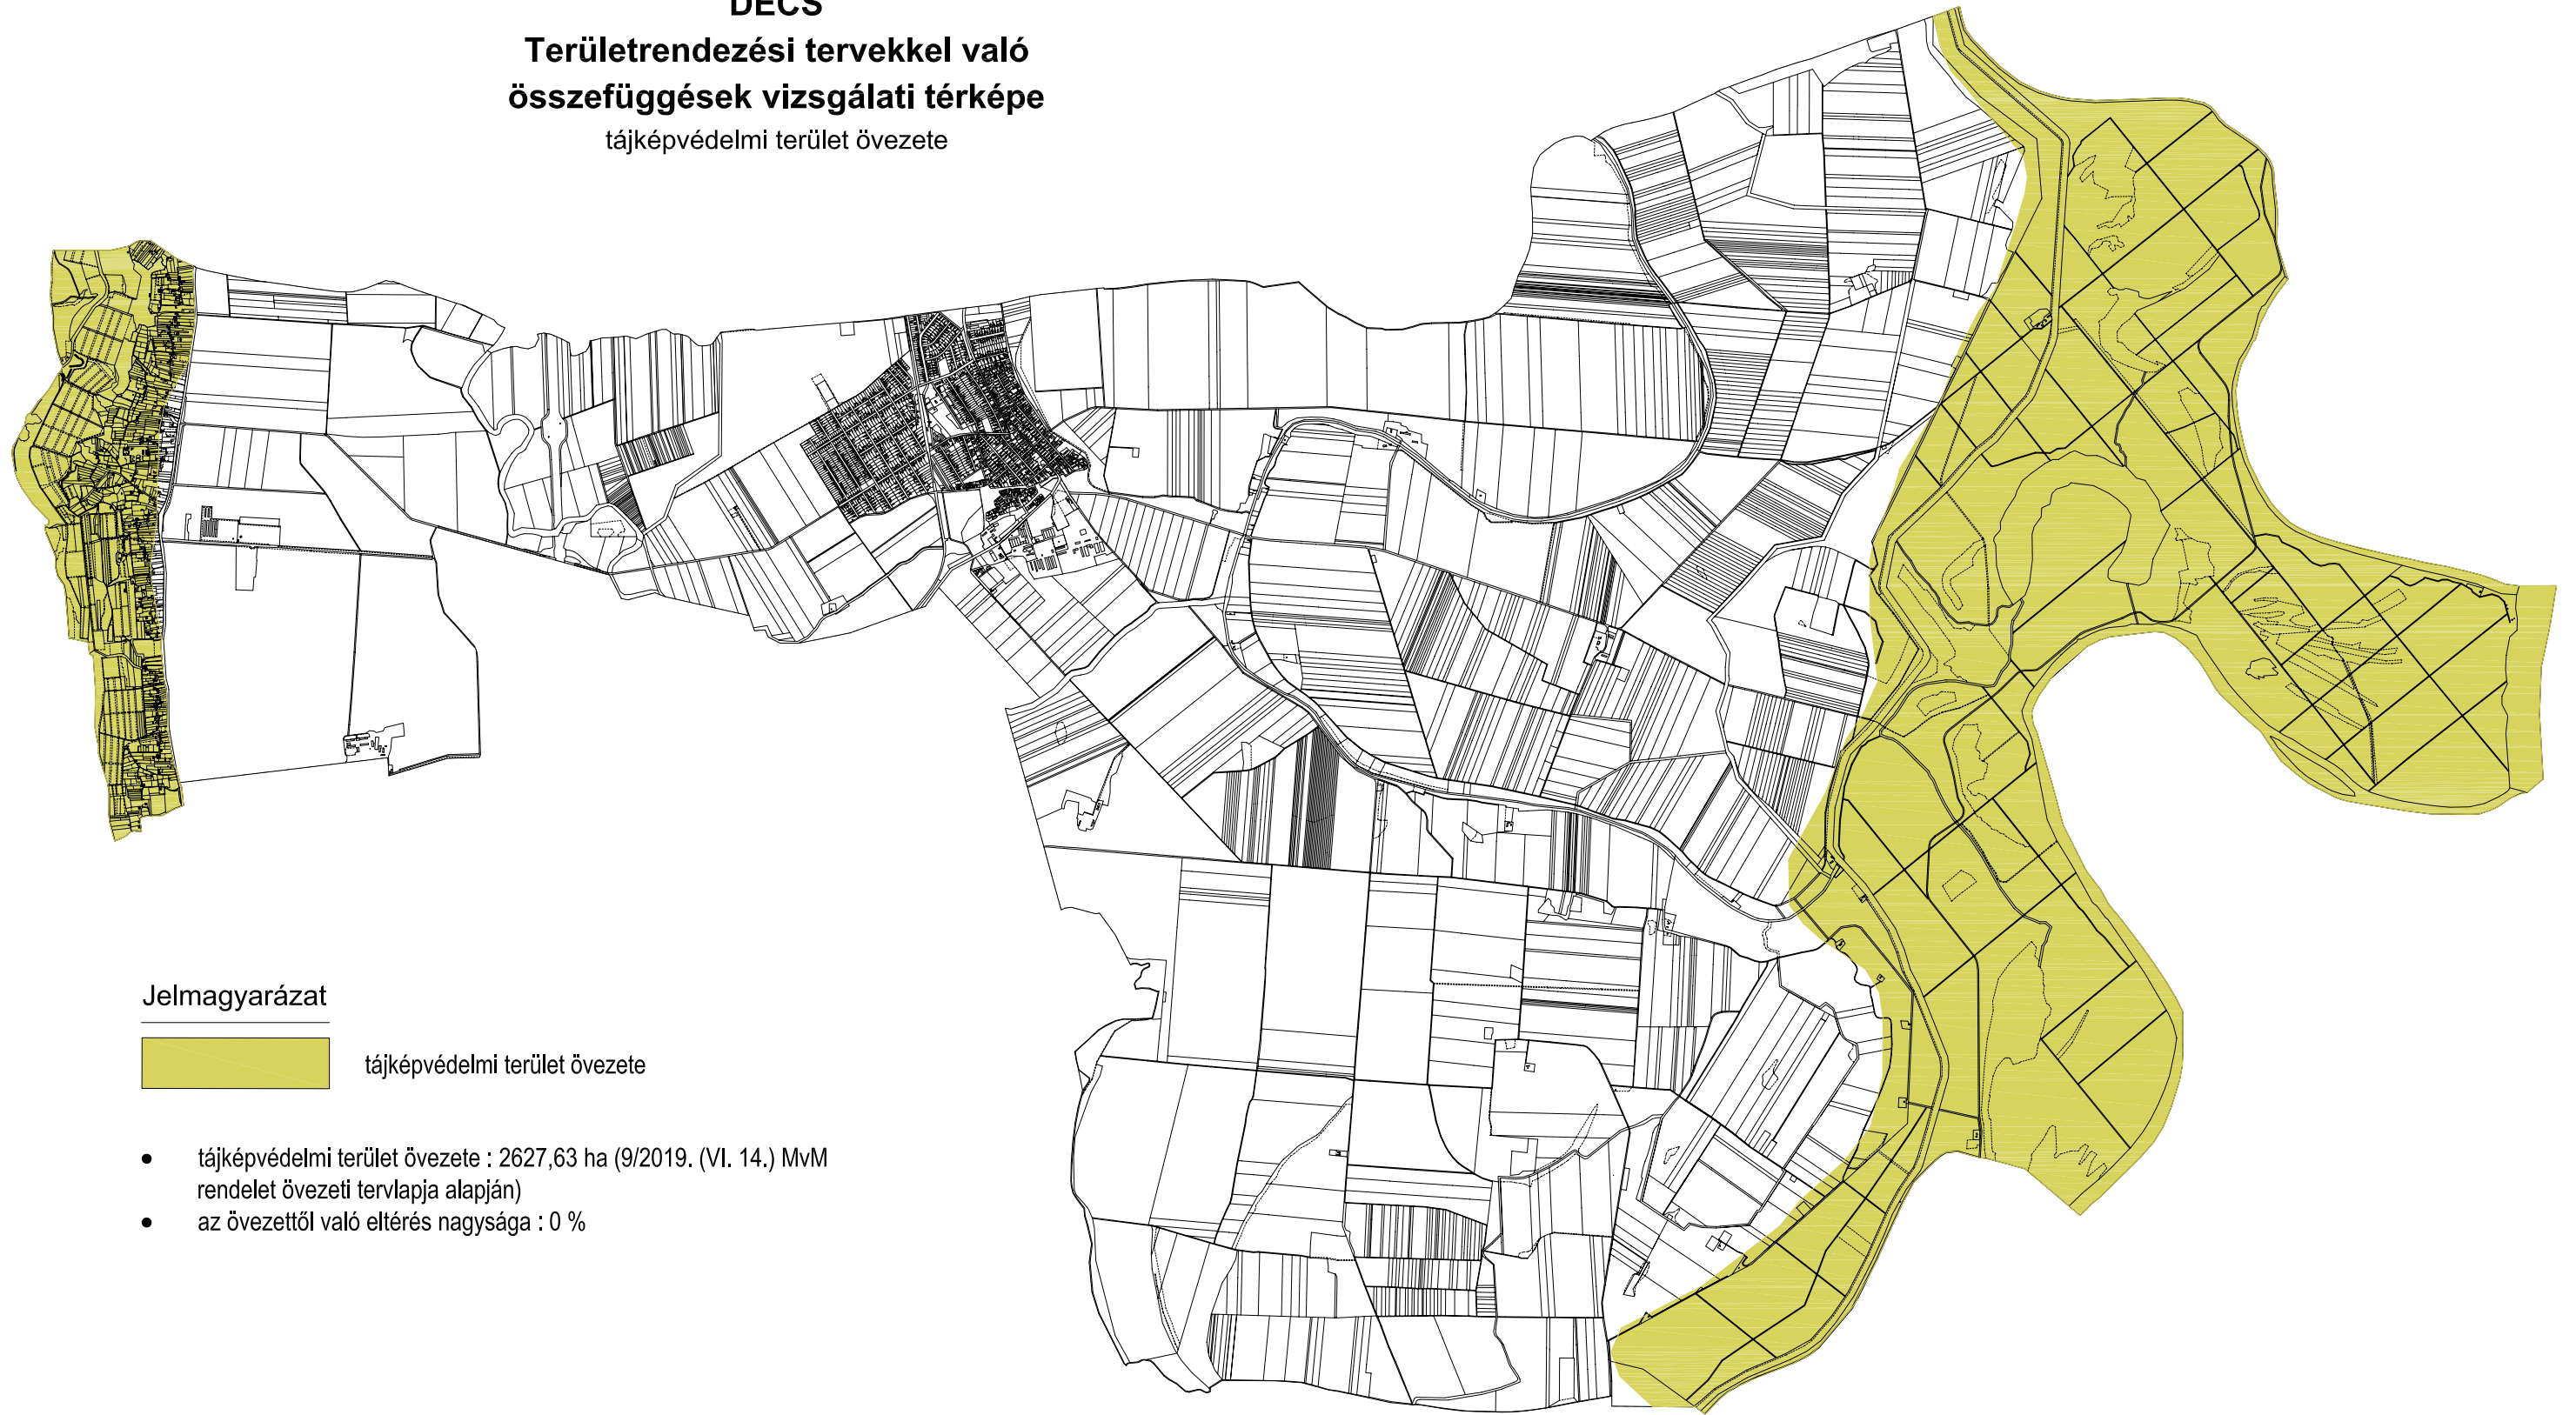 DECS
Területrendezési tervekkel való
összefüggések vizsgálati térképe
tájképvédelmi terület övezete
Jelmagyarázat
tájképvédelmi terület övezete
• tájképvédelmi terület övezete : 2627,63 ha (9/2019. (VI. 14.) MvM
rendelet övezeti tervlapja alapján)
• az övezettől való eltérés nagysága : 0 %